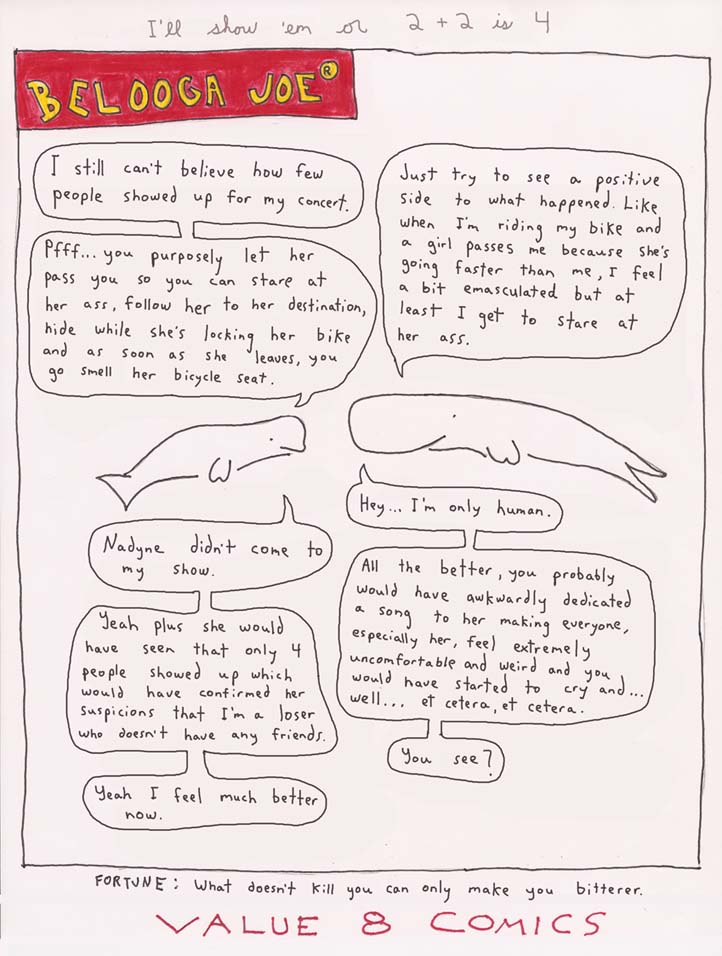 I'll show 'em or 2 + 2 is 4
BELOOGA JOE®
I still can't believe how few
people showed up for my concert.
Just try to see a positive
side to what happened. Like
when I'm riding my bike and
a girl passes me because she's
going faster than me, I feel
a bit emasculated but at
least I get to stare at
her ass.
Pfff... you purposely let her
pass you so you can stare at
her ass, follow her to her destination,
hide while she's locking her bike
and as soon as she leaves, you
go smell her bicycle seat.
Hey... I'm only human.
Nadyne didn't come to
my show.
All the better, you probably
would have awkwardly dedicated
a song to her making everyone,
especially her, feel extremely
uncomfortable and weird and you
would have started to cry and...
well... et cetera, et cetera.
Yeah plus she would
have seen that only 4
people showed up which
would have confirmed her
suspicions that I'm a loser
who doesn't have any friends.
You see?
Yeah I feel much better
now.
FORTUNE: What doesn't kill you can only make you bitterer.
VALUE 8 COMICS